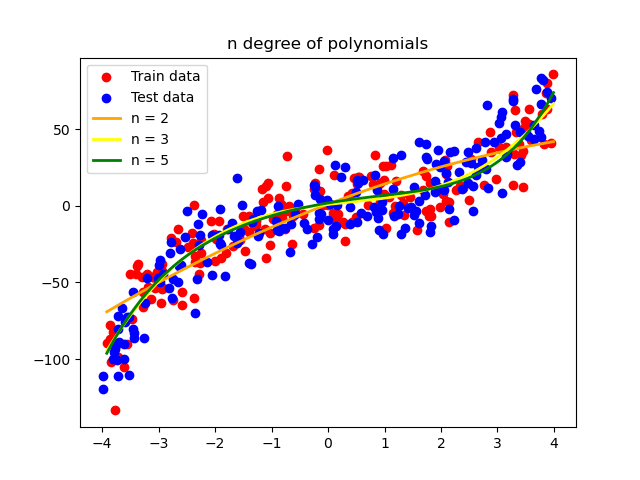 n degree of polynomials
Train data
Test data
n = 2
n = 3
n = 5
50
0
−50
−100
−4 −3 −2 −1 0 1 2 3 4